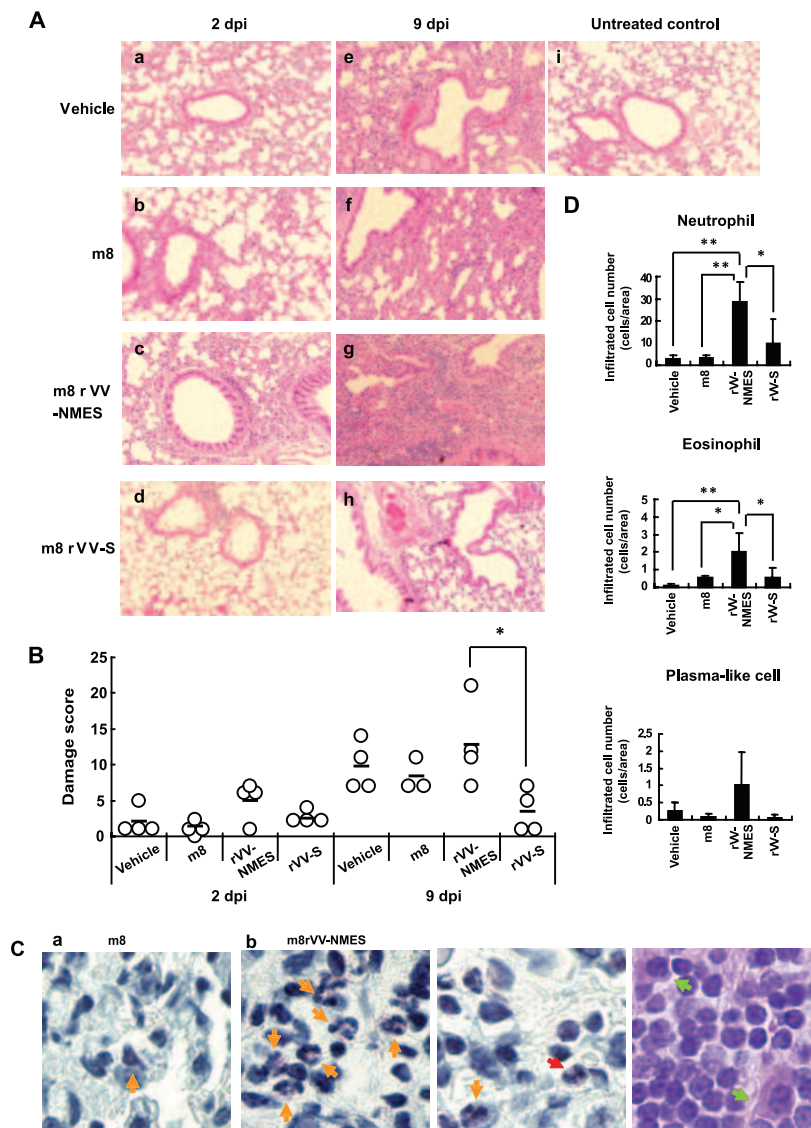 A
2 dpi
9 dpi
Untreated control
Vehicle
a
e
i
m8
b
f
m8 r VV
-NMES
c
g
m8 r VV-S
d
h
D
Neutrophil
Infiltrated cell number
(cells/area)
40
30
20
10
0
**
**
*
Vehicle
m8
rVV-
NMES
rVV-S
Eosinophil
Infiltrated cell number
(cells/area)
5
4
3
2
1
0
**
*
*
Vehicle
m8
rVV-
NMES
rVV-S
Plasma-like cell
Infiltrated cell number
(cells/area)
2.5
2
1.5
1
0.5
0
Vehicle
m8
rVV-
NMES
rVV-S
B
Damage score
25
20
15
10
5
0
*
Vehicle
m8
rVV-
NMES
rVV-S
Vehicle
m8
rVV-
NMES
rVV-S
2 dpi
9 dpi
C
a
m8
b
m8rVV-NMES